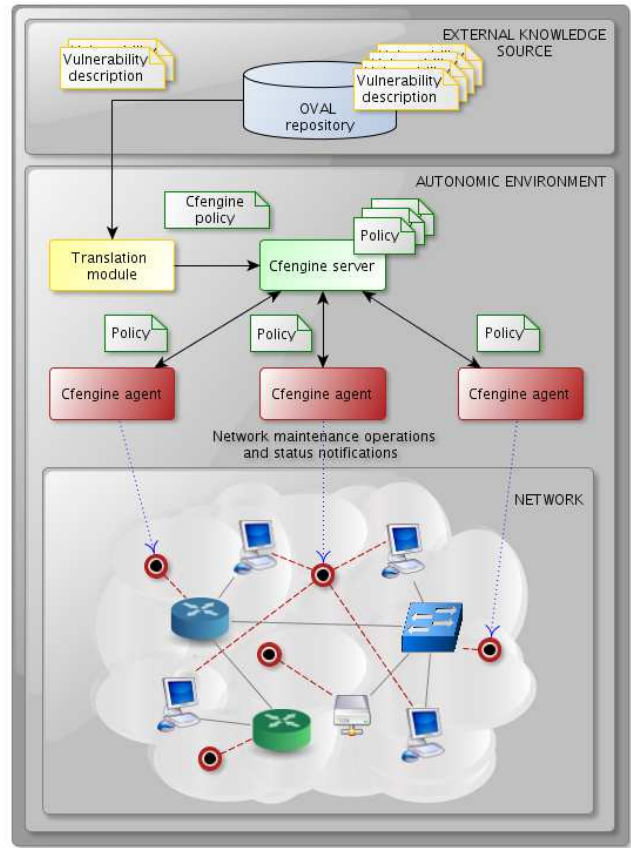 EXTERNAL KNOWLEDGE
SOURCE
Vulnerability
description
Vulnerability
description
OVAL
repository
AUTONOMIC ENVIRONMENT
Cfengine
policy
Policy
Translation
module
Cfengine server
Policy
Policy
Policy
Cfengine agent
Cfengine agent
Cfengine agent
Network maintenance operations
and status notifications
NETWORK